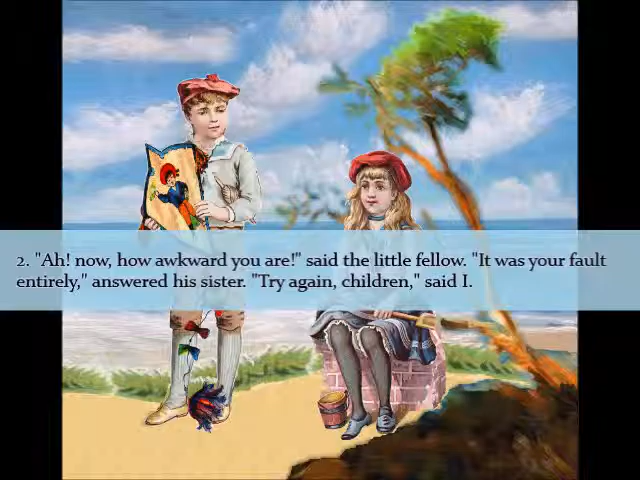 2. "Ah! now, how awkward you are!" said the little fellow. "It was your fault
entirely," answered his sister. "Try again, children," said I.